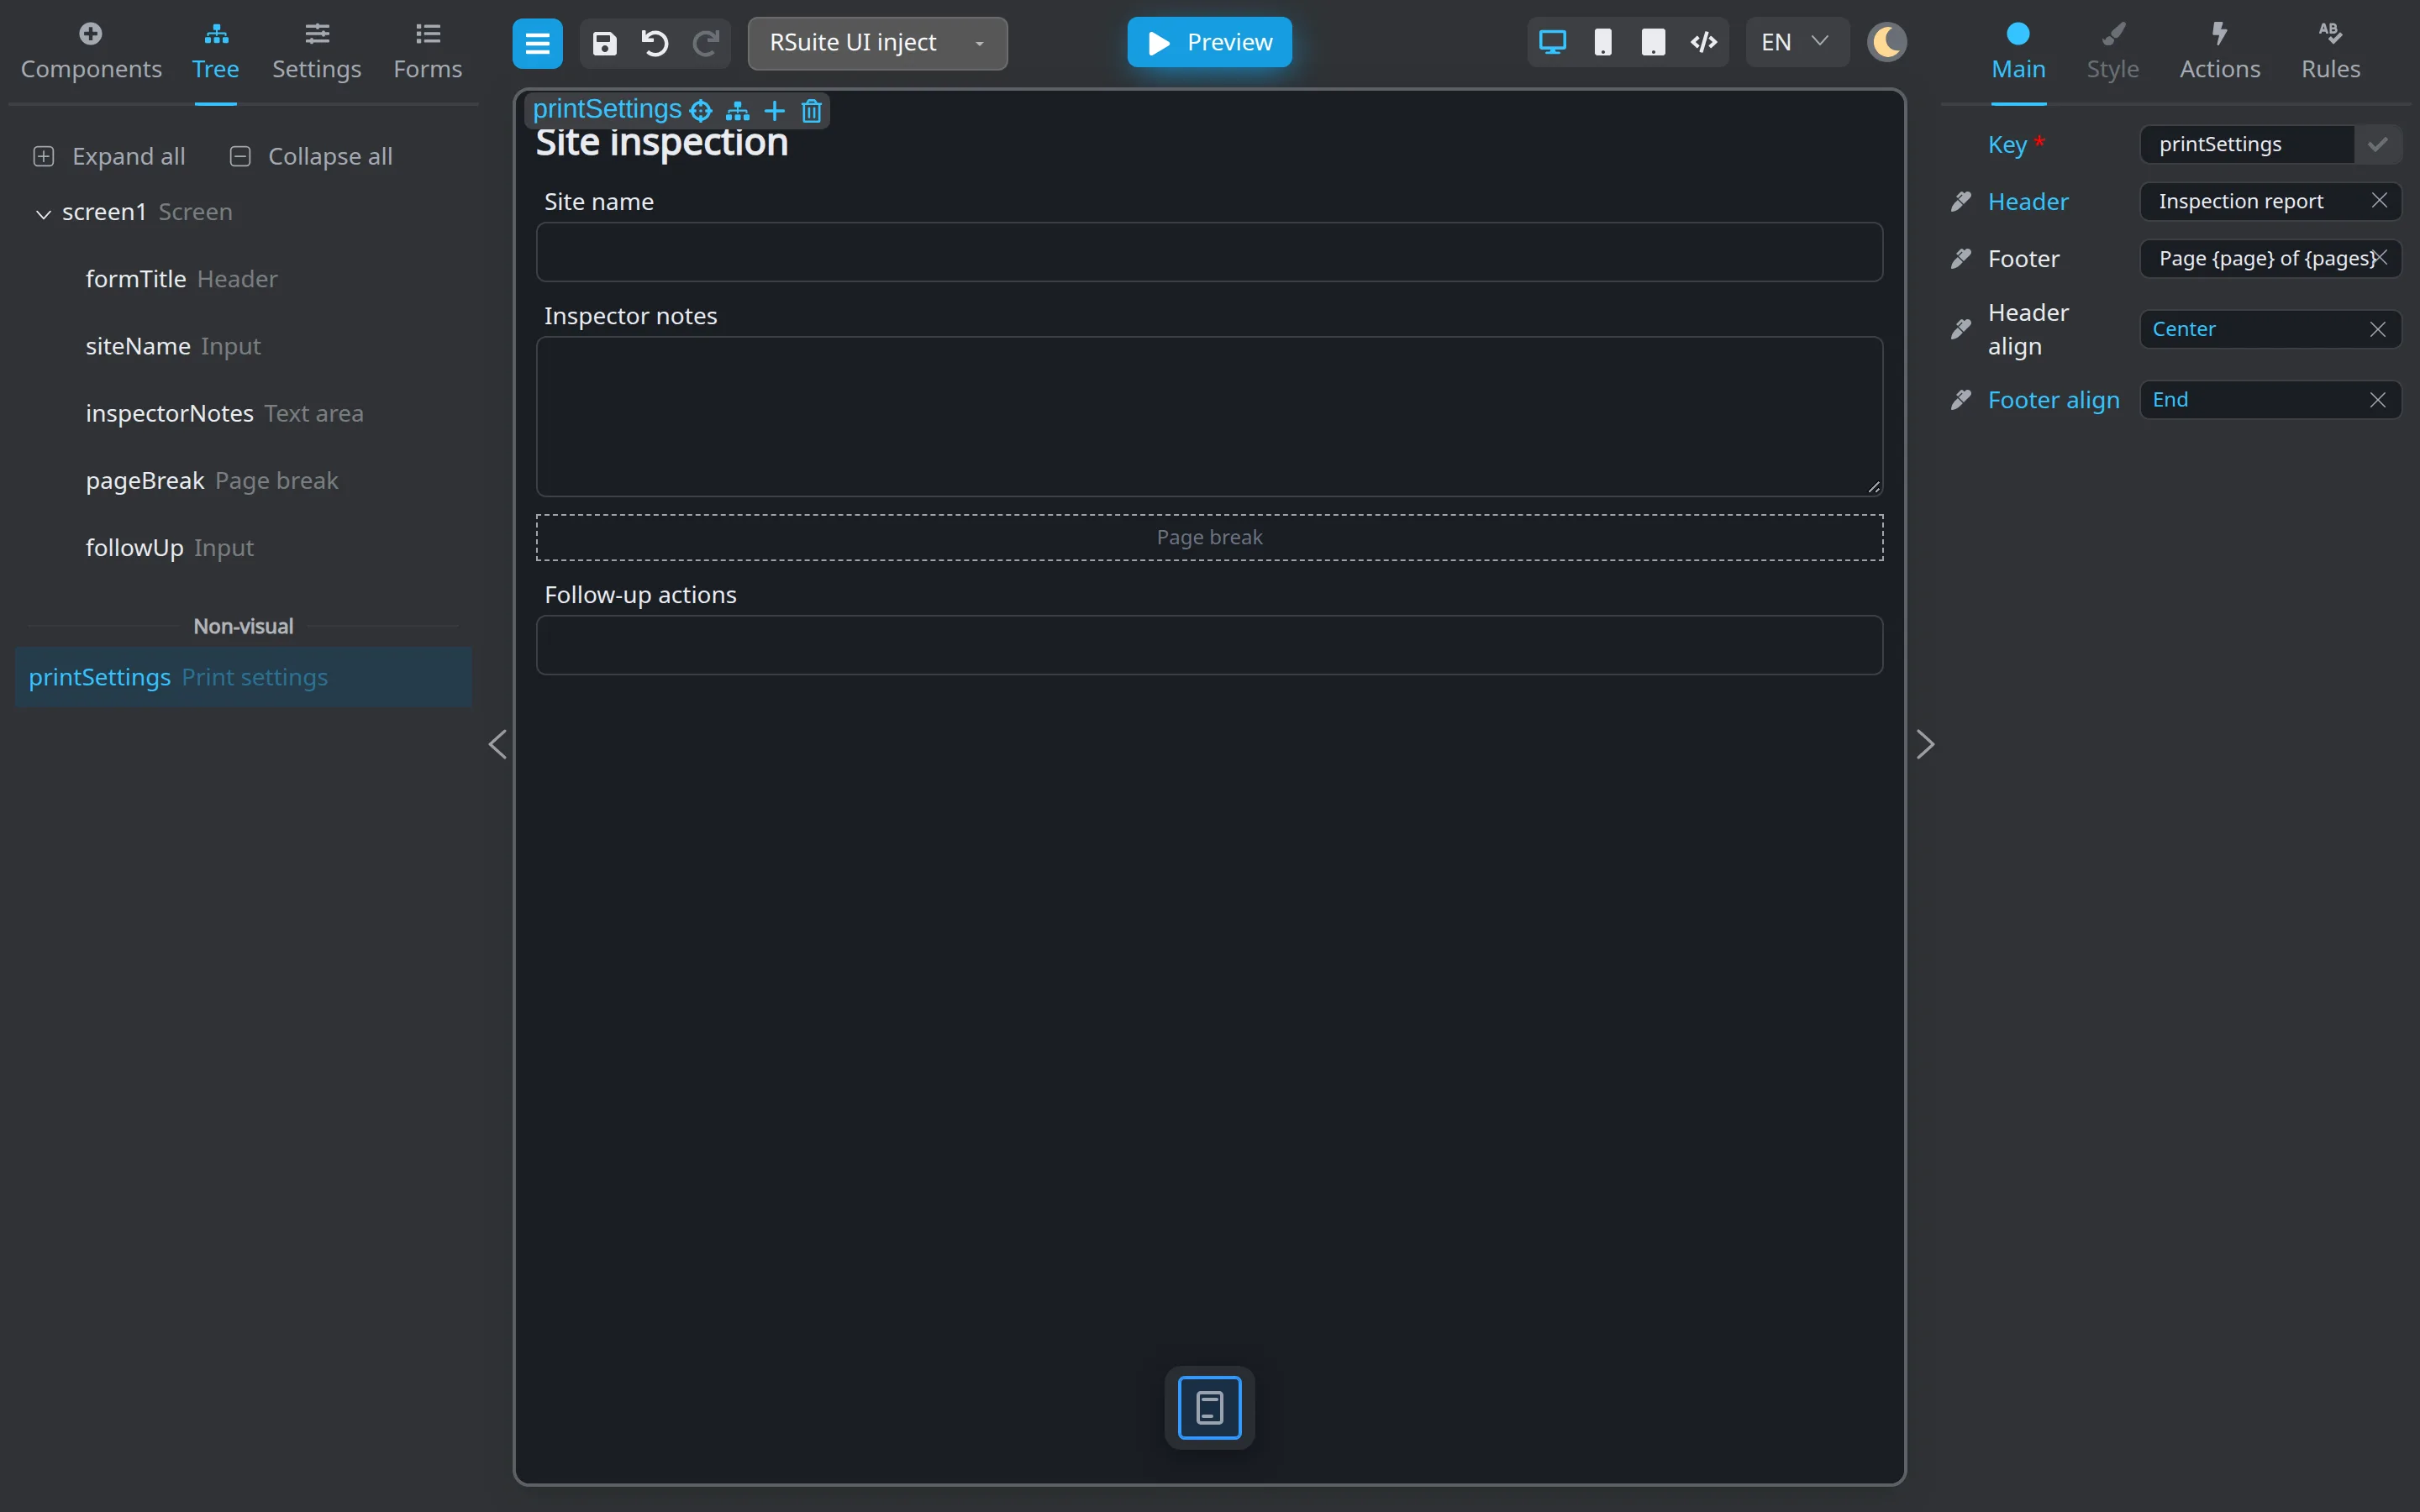 Components
Tree
Settings
Forms
RSuite UI inject
Preview
EN
Main
Style
Actions
AB
Rules
Expand all
Collapse all
screen1 Screen
formTitle Header
siteName Input
inspectorNotes Text area
pageBreak Page break
followUp Input
Non-visual
printSettings Print settings
printSettings
Site inspection
Site name
Inspector notes
Page break
Follow-up actions
Key *
printSettings
Header
Inspection report
Footer
Page {page} of {pages}
Header
align
Center
Footer align
End